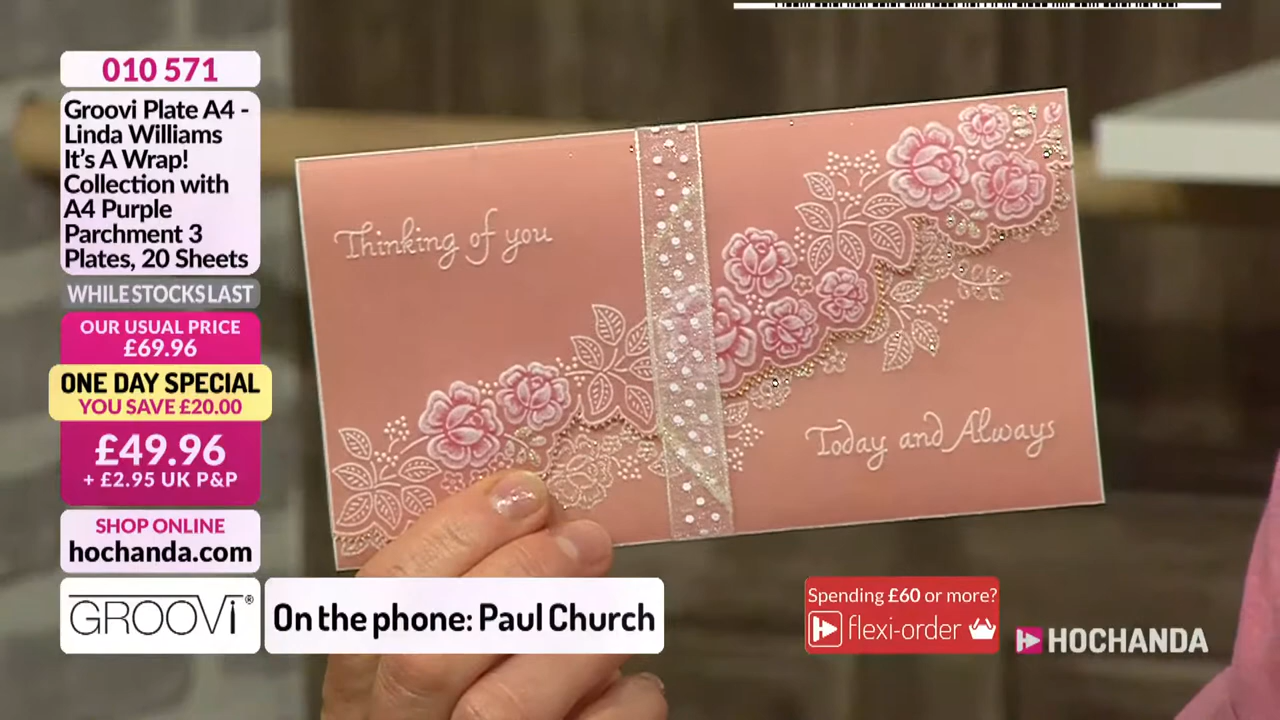 010 571
Groovi Plate A4 -
Linda Williams
It's A Wrap!
Collection with
A4 Purple
Parchment 3
Plates, 20 Sheets
WHILE STOCKS LAST
OUR USUAL PRICE
£69.96
ONE DAY SPECIAL
YOU SAVE £20.00
£49.96
+ £2.95 UK P&P
SHOP ONLINE
hochanda.com
GROOVi®
On the phone: Paul Church
Thinking of you
Today and Always
Spending £60 or more?
flexi-order
HOCHANDA